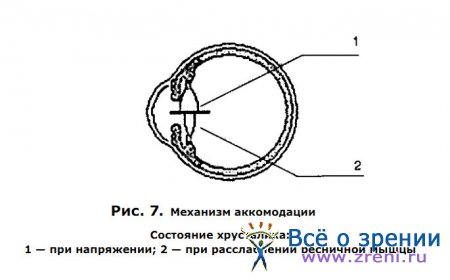 1
2
Рис. 7. Механизм аккомодации
Состояние хрусталика:
1 — при напряжении; 2 — при расслаблении ресничной мышцы
Всё о зрении
www.zreni.ru